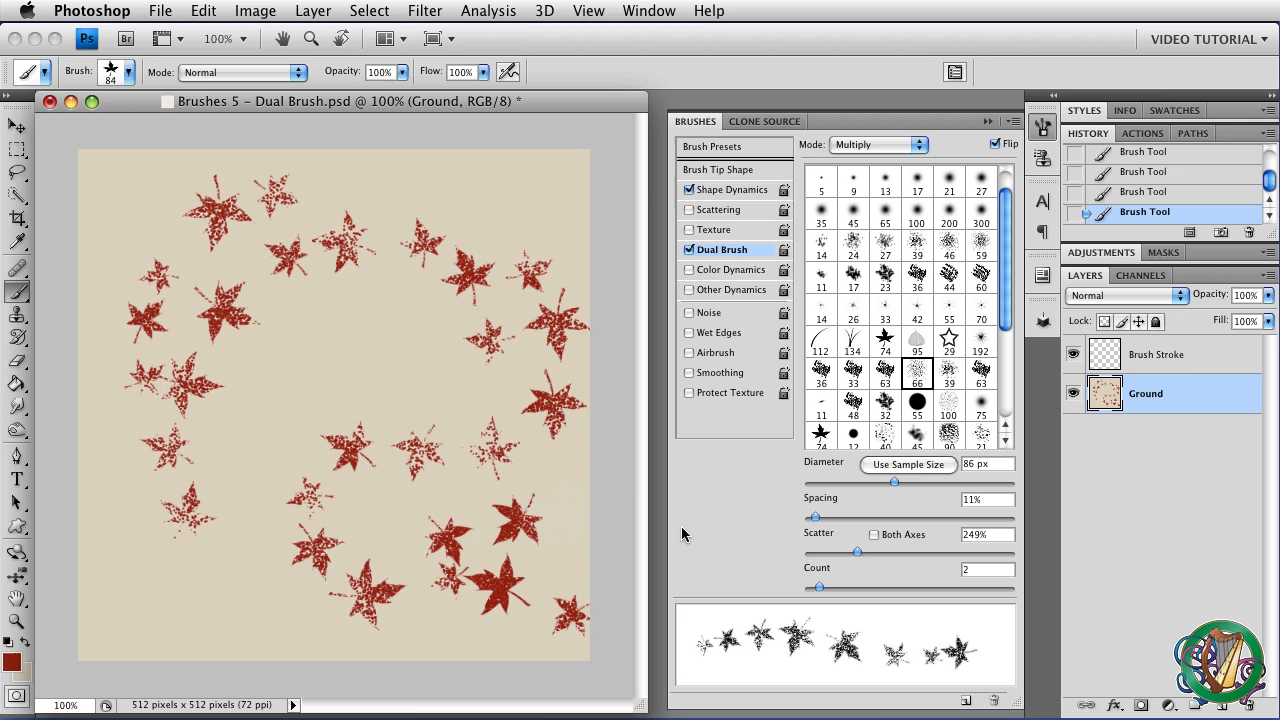 Photoshop File Edit Image Layer Select Filter Analysis 3D View Window Help
Ps Br 100% VIDEO TUTORIAL
Brush: 84 Mode: Normal Opacity: 100% Flow: 100%
Brushes 5 – Dual Brush.psd @ 100% (Ground, RGB/8) *
BRUSHES CLONE SOURCE
Brush Presets
Brush Tip Shape
Shape Dynamics
Scattering
Texture
Dual Brush
Color Dynamics
Other Dynamics
Noise
Wet Edges
Airbrush
Smoothing
Protect Texture
Mode: Multiply Flip
5 9 13 17 21 27
35 45 65 100 200 300
14 24 27 39 46 59
11 17 23 36 44 60
14 26 33 42 55 70
112 134 74 95 29 192
36 33 63 66 39 63
11 48 32 55 100 75
74 12 40 45 90 21
Diameter Use Sample Size 86 px
Spacing 11%
Scatter Both Axes 249%
Count 2
STYLES INFO SWATCHES
HISTORY ACTIONS PATHS
Brush Tool
Brush Tool
Brush Tool
Brush Tool
ADJUSTMENTS MASKS
LAYERS CHANNELS
Normal Opacity: 100%
Lock: Fill: 100%
Brush Stroke
Ground
100% 512 pixels x 512 pixels (72 ppi)